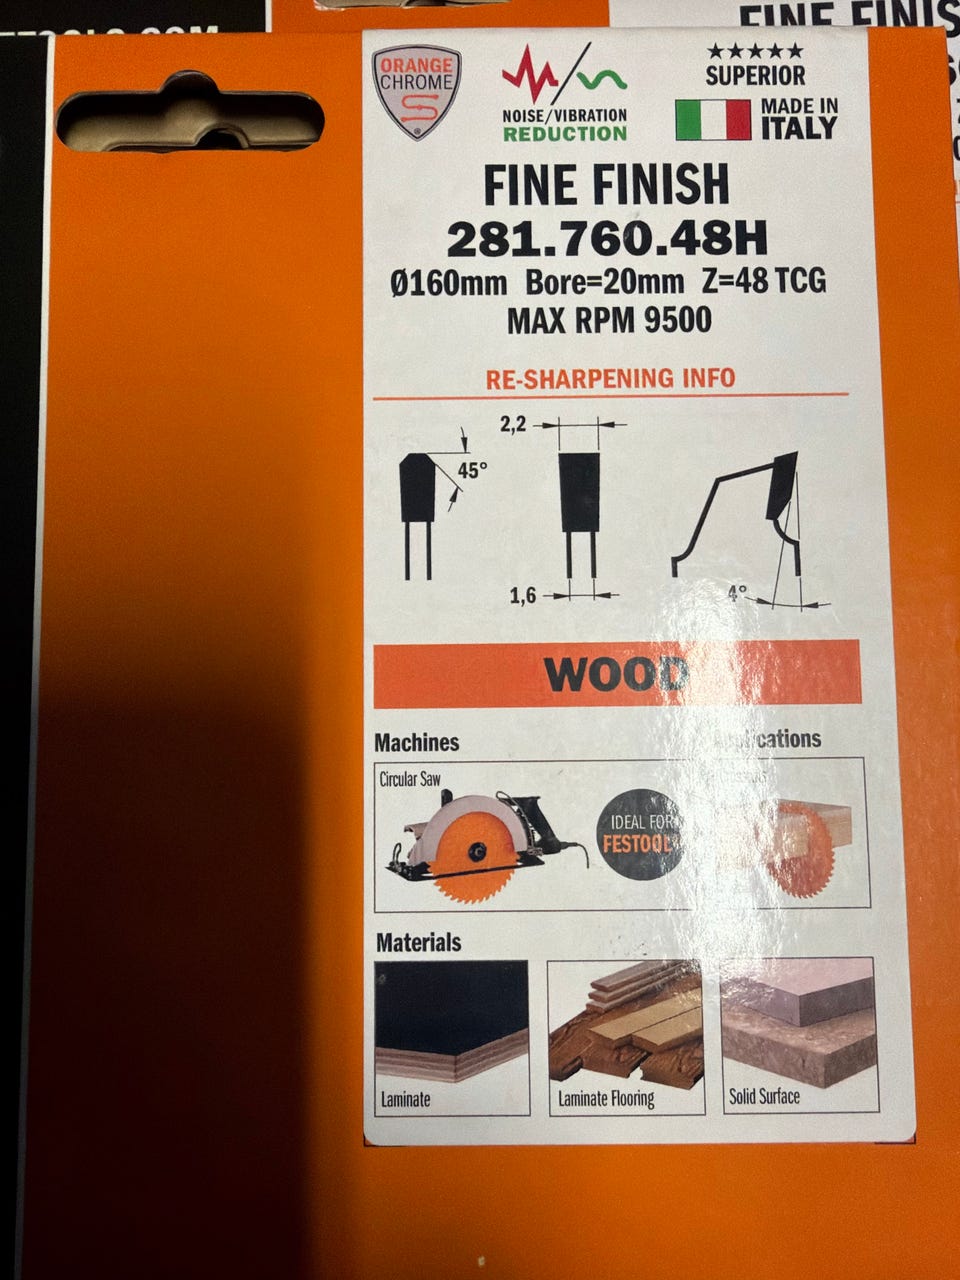 FINE FINIS
ORANGE
CHROME
®
NOISE/VIBRATION
REDUCTION
★★★★★
SUPERIOR
MADE IN
ITALY
FINE FINISH
281.760.48H
Ø160mm Bore=20mm Z=48 TCG
MAX RPM 9500
RE-SHARPENING INFO
2,2
45°
1,6
4°
WOOD
Machines
Applications
Circular Saw
IDEAL FOR
FESTOOL
Materials
Laminate
Laminate Flooring
Solid Surface